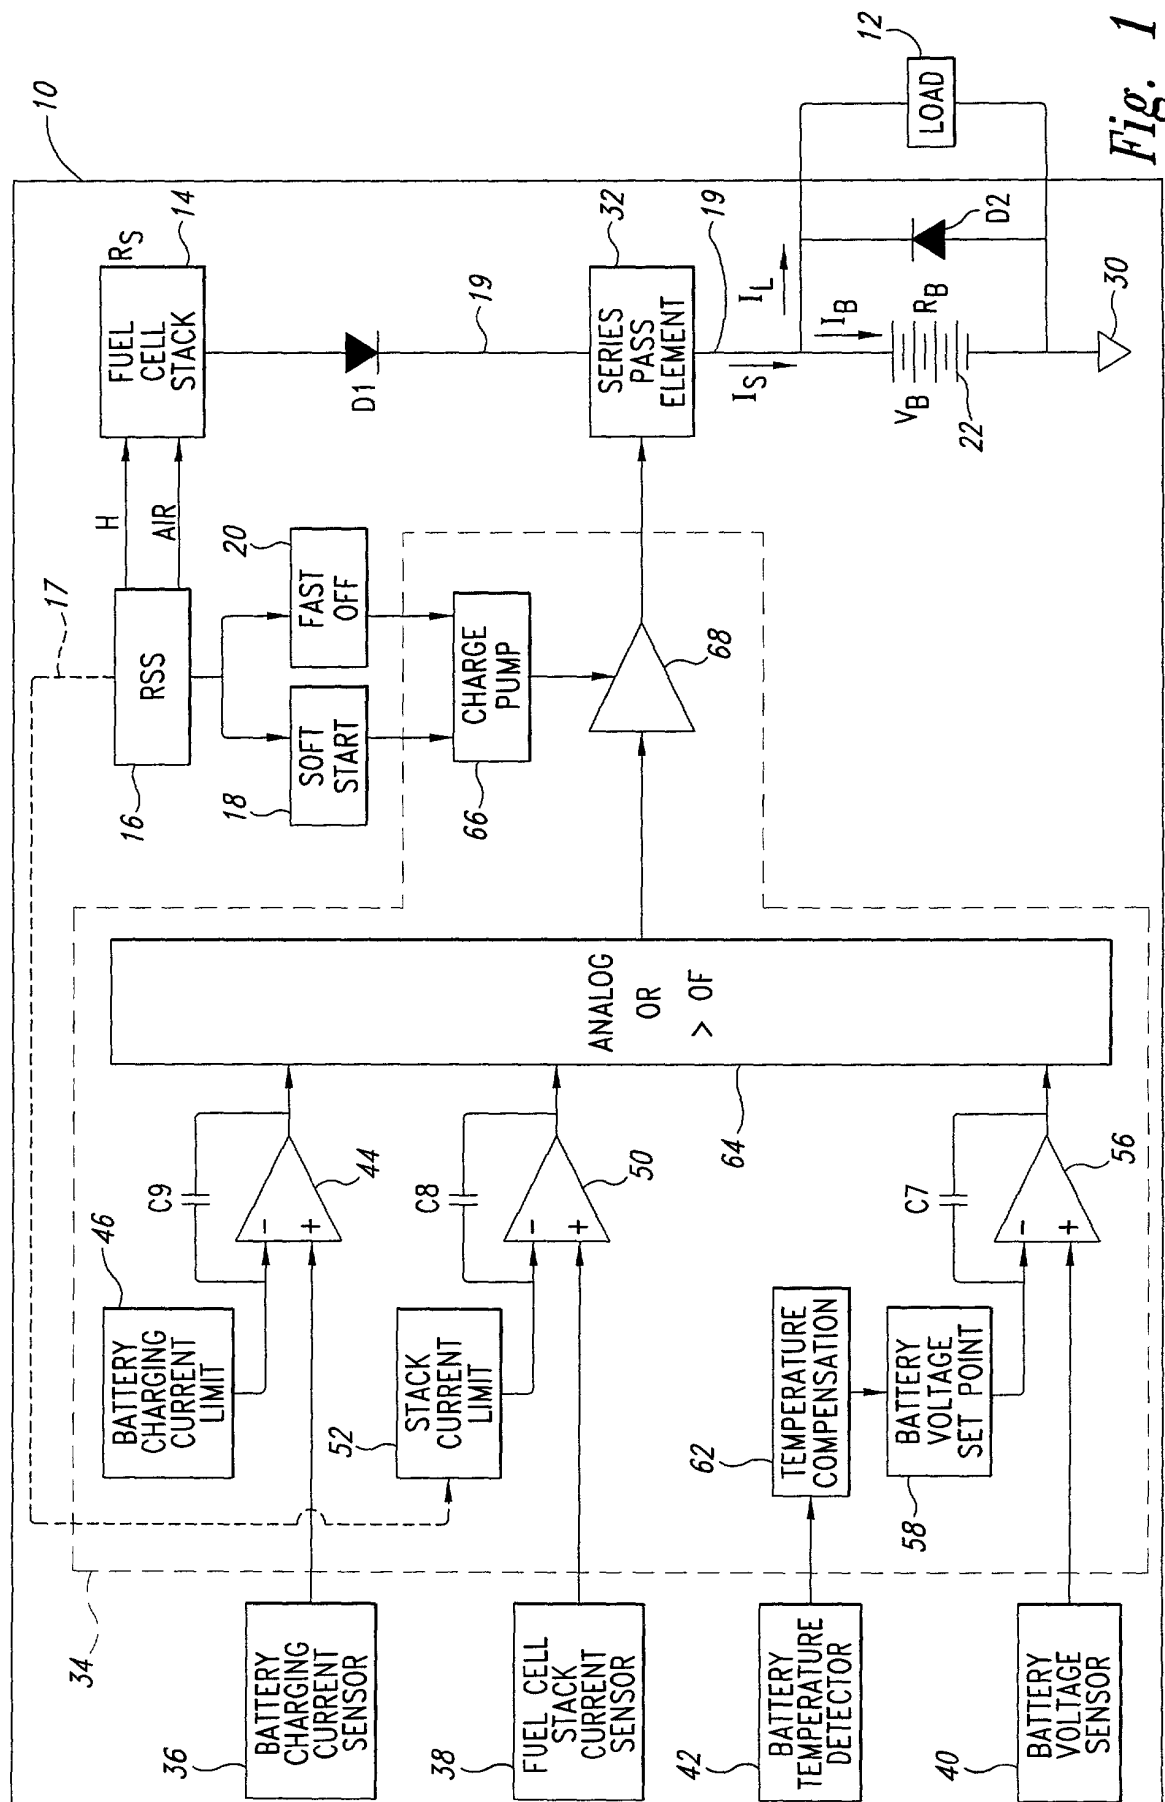 10
12
LOAD
Fig. 1
FUEL
CELL
STACK
RS
14
H
AIR
17
RSS
16
SOFT
START
18
FAST
OFF
20
CHARGE
PUMP
66
68
D1
19
SERIES
PASS
ELEMENT
32
19
IS
IL
IB
VB
RB
22
D2
30
34
BATTERY
CHARGING
CURRENT
SENSOR
36
FUEL CELL
STACK
CURRENT
SENSOR
38
BATTERY
TEMPERATURE
DETECTOR
42
BATTERY
VOLTAGE
SENSOR
40
BATTERY
CHARGING
CURRENT
LIMIT
46
STACK
CURRENT
LIMIT
52
TEMPERATURE
COMPENSATION
62
BATTERY
VOLTAGE
SET POINT
58
C9
-
+
44
C8
-
+
50
C7
-
+
56
ANALOG
OR
> OF
64